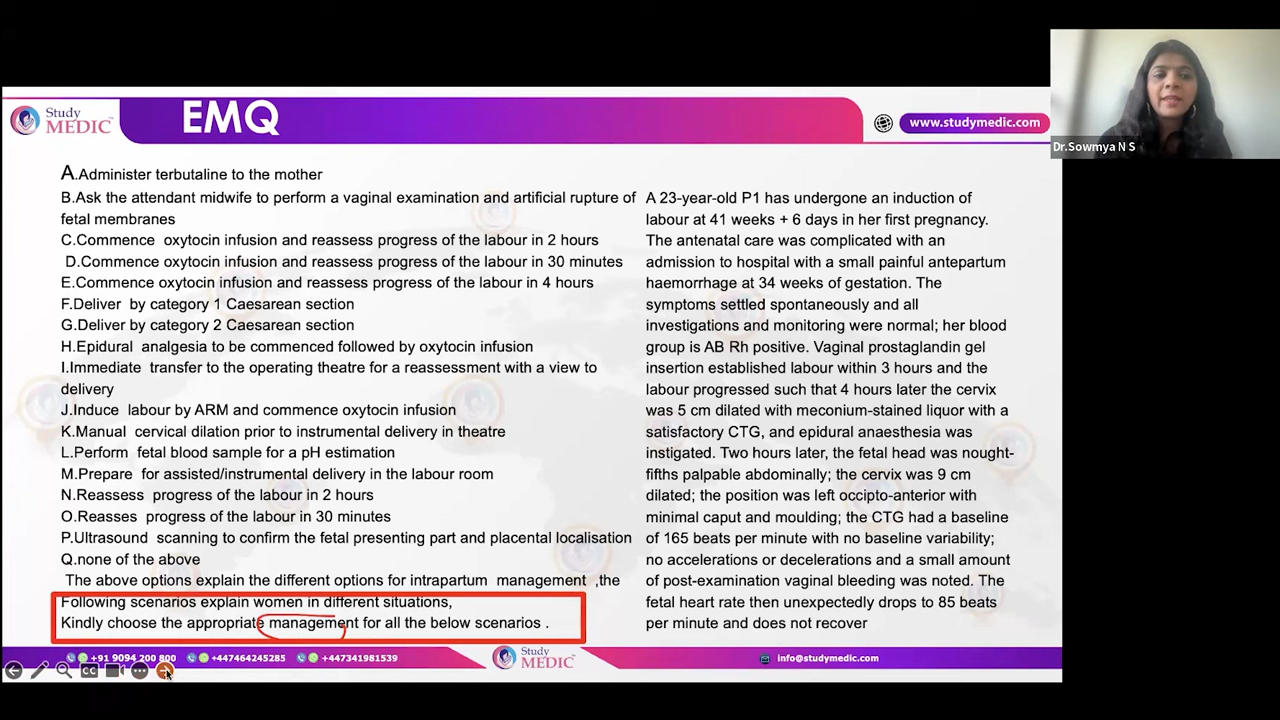 Study
MEDIC
EMQ
www.studymedic.com
Dr.Sowmya N S
A.Administer terbutaline to the mother
B.Ask the attendant midwife to perform a vaginal examination and artificial rupture of
fetal membranes
C.Commence oxytocin infusion and reassess progress of the labour in 2 hours
D.Commence oxytocin infusion and reassess progress of the labour in 30 minutes
E.Commence oxytocin infusion and reassess progress of the labour in 4 hours
F.Deliver by category 1 Caesarean section
G.Deliver by category 2 Caesarean section
H.Epidural analgesia to be commenced followed by oxytocin infusion
I.Immediate transfer to the operating theatre for a reassessment with a view to
delivery
J.Induce labour by ARM and commence oxytocin infusion
K.Manual cervical dilation prior to instrumental delivery in theatre
L.Perform fetal blood sample for a pH estimation
M.Prepare for assisted/instrumental delivery in the labour room
N.Reassess progress of the labour in 2 hours
O.Reasses progress of the labour in 30 minutes
P.Ultrasound scanning to confirm the fetal presenting part and placental localisation
Q.none of the above
The above options explain the different options for intrapartum management ,the
Following scenarios explain women in different situations,
Kindly choose the appropriate management for all the below scenarios .
A 23-year-old P1 has undergone an induction of
labour at 41 weeks + 6 days in her first pregnancy.
The antenatal care was complicated with an
admission to hospital with a small painful antepartum
haemorrhage at 34 weeks of gestation. The
symptoms settled spontaneously and all
investigations and monitoring were normal; her blood
group is AB Rh positive. Vaginal prostaglandin gel
insertion established labour within 3 hours and the
labour progressed such that 4 hours later the cervix
was 5 cm dilated with meconium-stained liquor with a
satisfactory CTG, and epidural anaesthesia was
instigated. Two hours later, the fetal head was nought-
fifths palpable abdominally; the cervix was 9 cm
dilated; the position was left occipto-anterior with
minimal caput and moulding; the CTG had a baseline
of 165 beats per minute with no baseline variability;
no accelerations or decelerations and a small amount
of post-examination vaginal bleeding was noted. The
fetal heart rate then unexpectedly drops to 85 beats
per minute and does not recover
+91 9094 200 800
+447464245285
+447341981539
Study
MEDIC
info@studymedic.com
CC